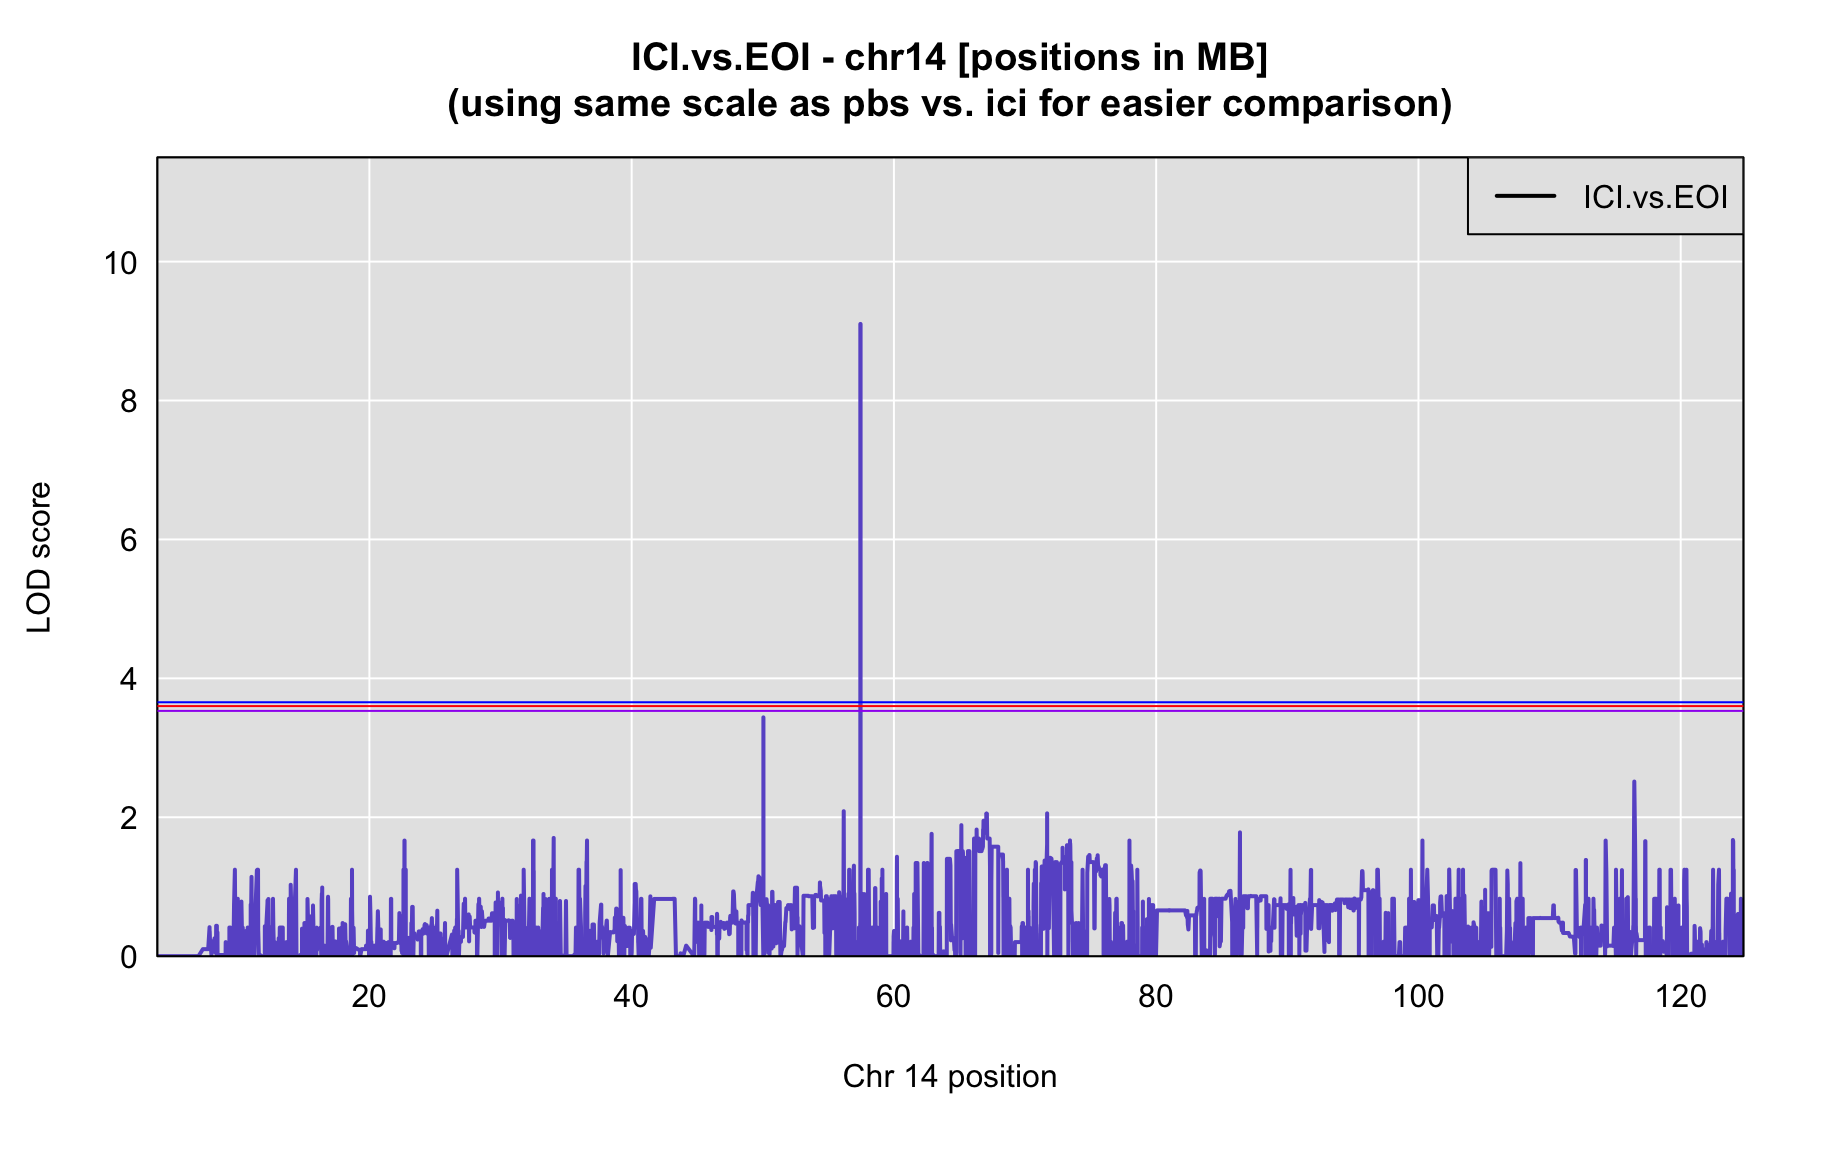 ICI.vs.EOI - chr14 [positions in MB]
(using same scale as pbs vs. ici for easier comparison)
ICI.vs.EOI
10
8
6
4
2
0
LOD score
20 40 60 80 100 120
Chr 14 position